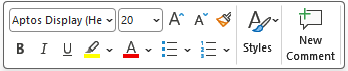 Aptos Display (He 20 A A
B I U A Styles New
Comment